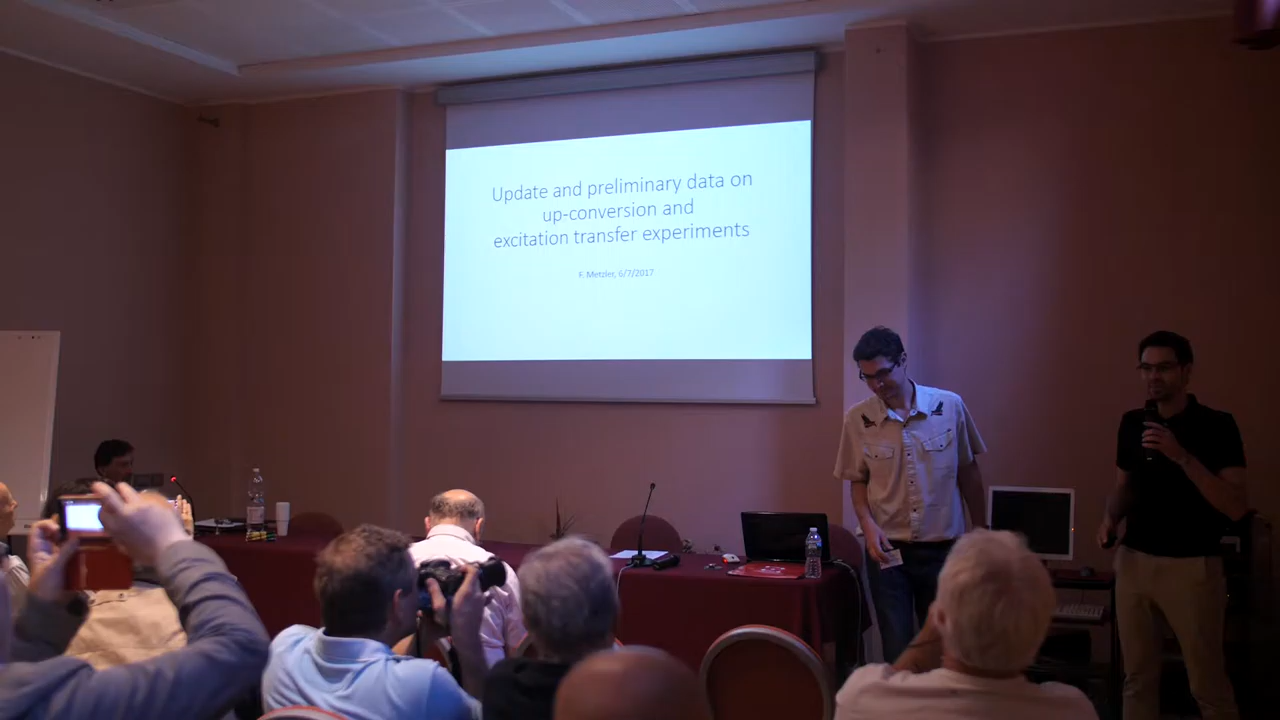 Update and preliminary data on
up-conversion and
excitation transfer experiments
F. Metzler, 6/7/2017